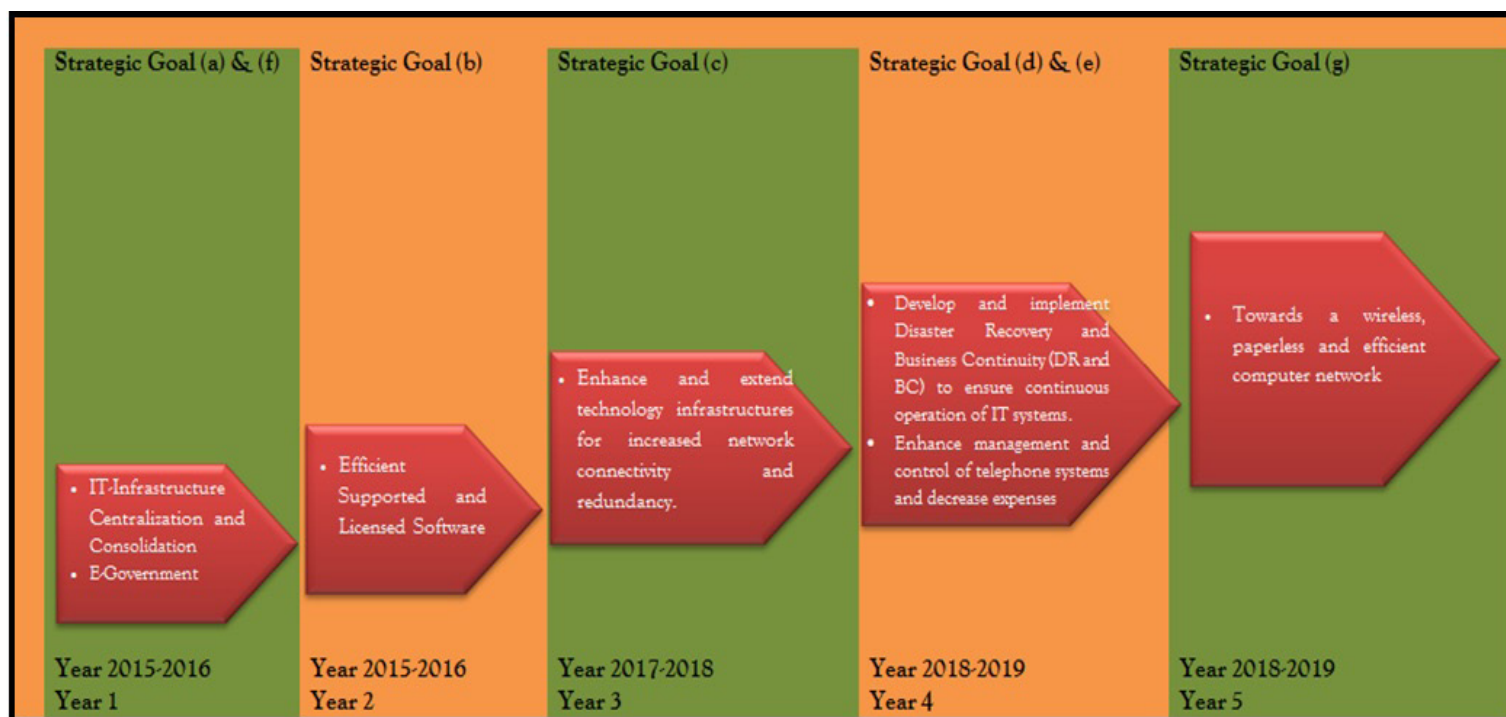 Strategic Goal (a) & (f)
IT-Infrastructure
Centralization and
Consolidation
E-Government
Year 2015-2016
Year 1
Strategic Goal (b)
Efficient
Supported and
Licensed Software
Year 2015-2016
Year 2
Strategic Goal (c)
Enhance and extend
technology infrastructures
for increased network
connectivity and
redundancy.
Year 2017-2018
Year 3
Strategic Goal (d) & (e)
Develop and implement
Disaster Recovery and
Business Continuity (DR and
BC) to ensure continuous
operation of IT systems.
Enhance management and
control of telephone systems
and decrease expenses
Year 2018-2019
Year 4
Strategic Goal (g)
Towards a wireless,
paperless and efficient
computer network
Year 2018-2019
Year 5